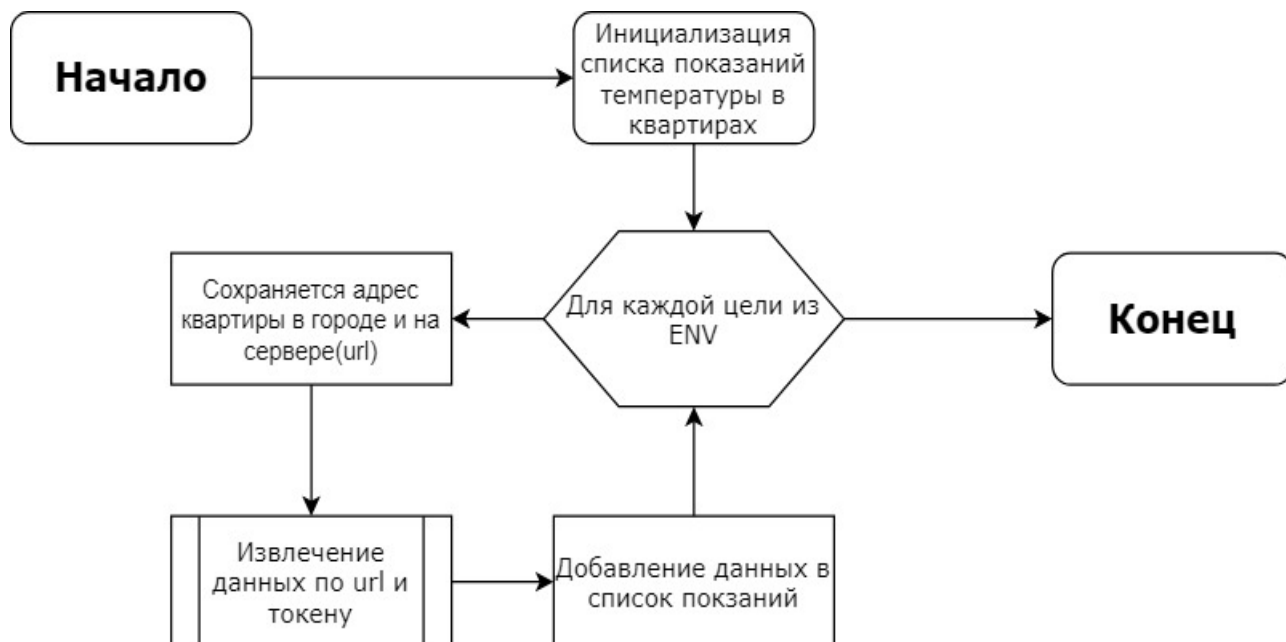 Начало
Инициализация
списка показаний
температуры в
квартирах
Для каждой цели из
ENV
Конец
Сохраняется адрес
квартиры в городе и на
сервере(url)
Извлечение
данных по url и
токену
Добавление данных в
список покзаний